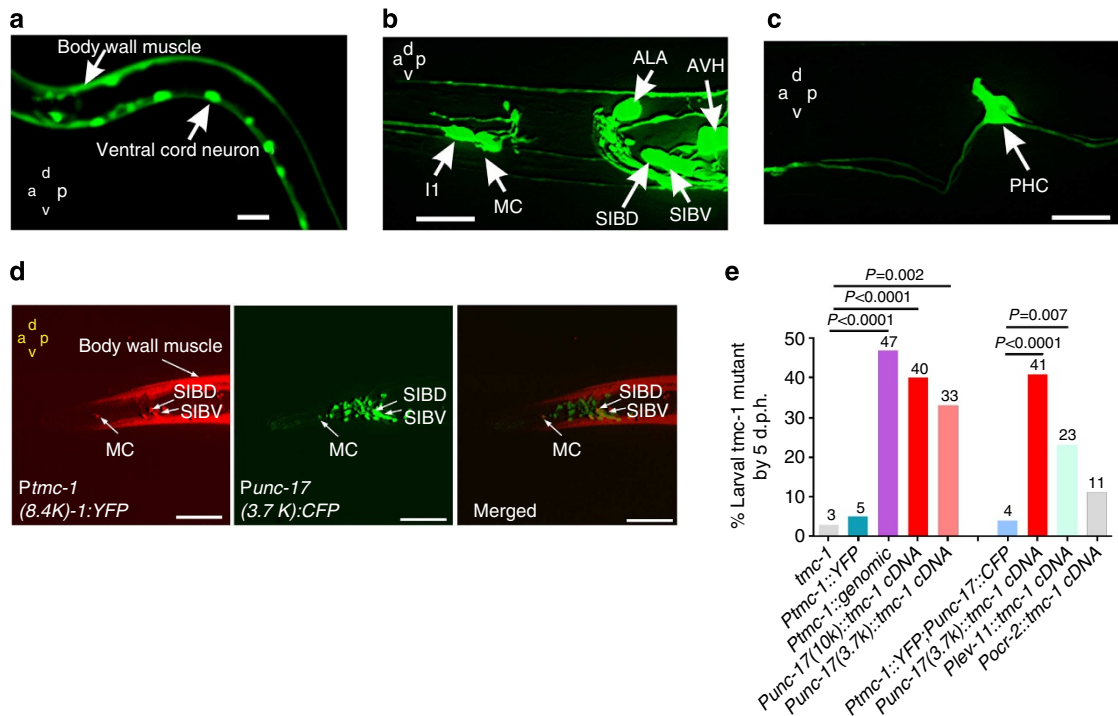 a
Body wall muscle
Ventral cord neuron
d
a p
v
b
d
a p
v
ALA
AVH
I1
MC
SIBD
SIBV
c
d
a p
v
PHC
d
d
a p
v
Body wall muscle
SIBD
SIBV
MC
Ptmc-1
(8.4K)-1:YFP
SIBD
SIBV
MC
Punc-17
(3.7 K):CFP
SIBD
SIBV
MC
Merged
e
P=0.002
P<0.0001
P<0.0001
P=0.007
P<0.0001
% Larval tmc-1 mutant
by 5 d.p.h.
50
40
30
20
10
0
3
5
47
40
33
4
41
23
11
tmc-1
Ptmc-1::YFP
Ptmc-1::genomic
Punc-17(10k)::tmc-1 cDNA
Punc-17(3.7k)::tmc-1 cDNA
Ptmc-1::YFP;Punc-17::CFP
Punc-17(3.7k)::tmc-1 cDNA
Plev-11::tmc-1 cDNA
Pocr-2::tmc-1 cDNA